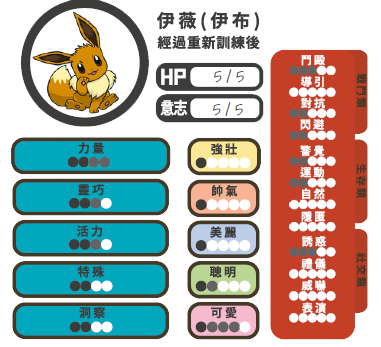 伊薇(伊布)
經過重新訓練後
HP 5/5
意志 5/5
力量
靈巧
活力
特殊
洞察
強壯
帥氣
美麗
聰明
可愛
鬥毆
導引
對抗
閃避
戰鬥類
警覺
運動
自然
隱匿
生存類
誘惑
禮儀
威嚇
表演
社交類